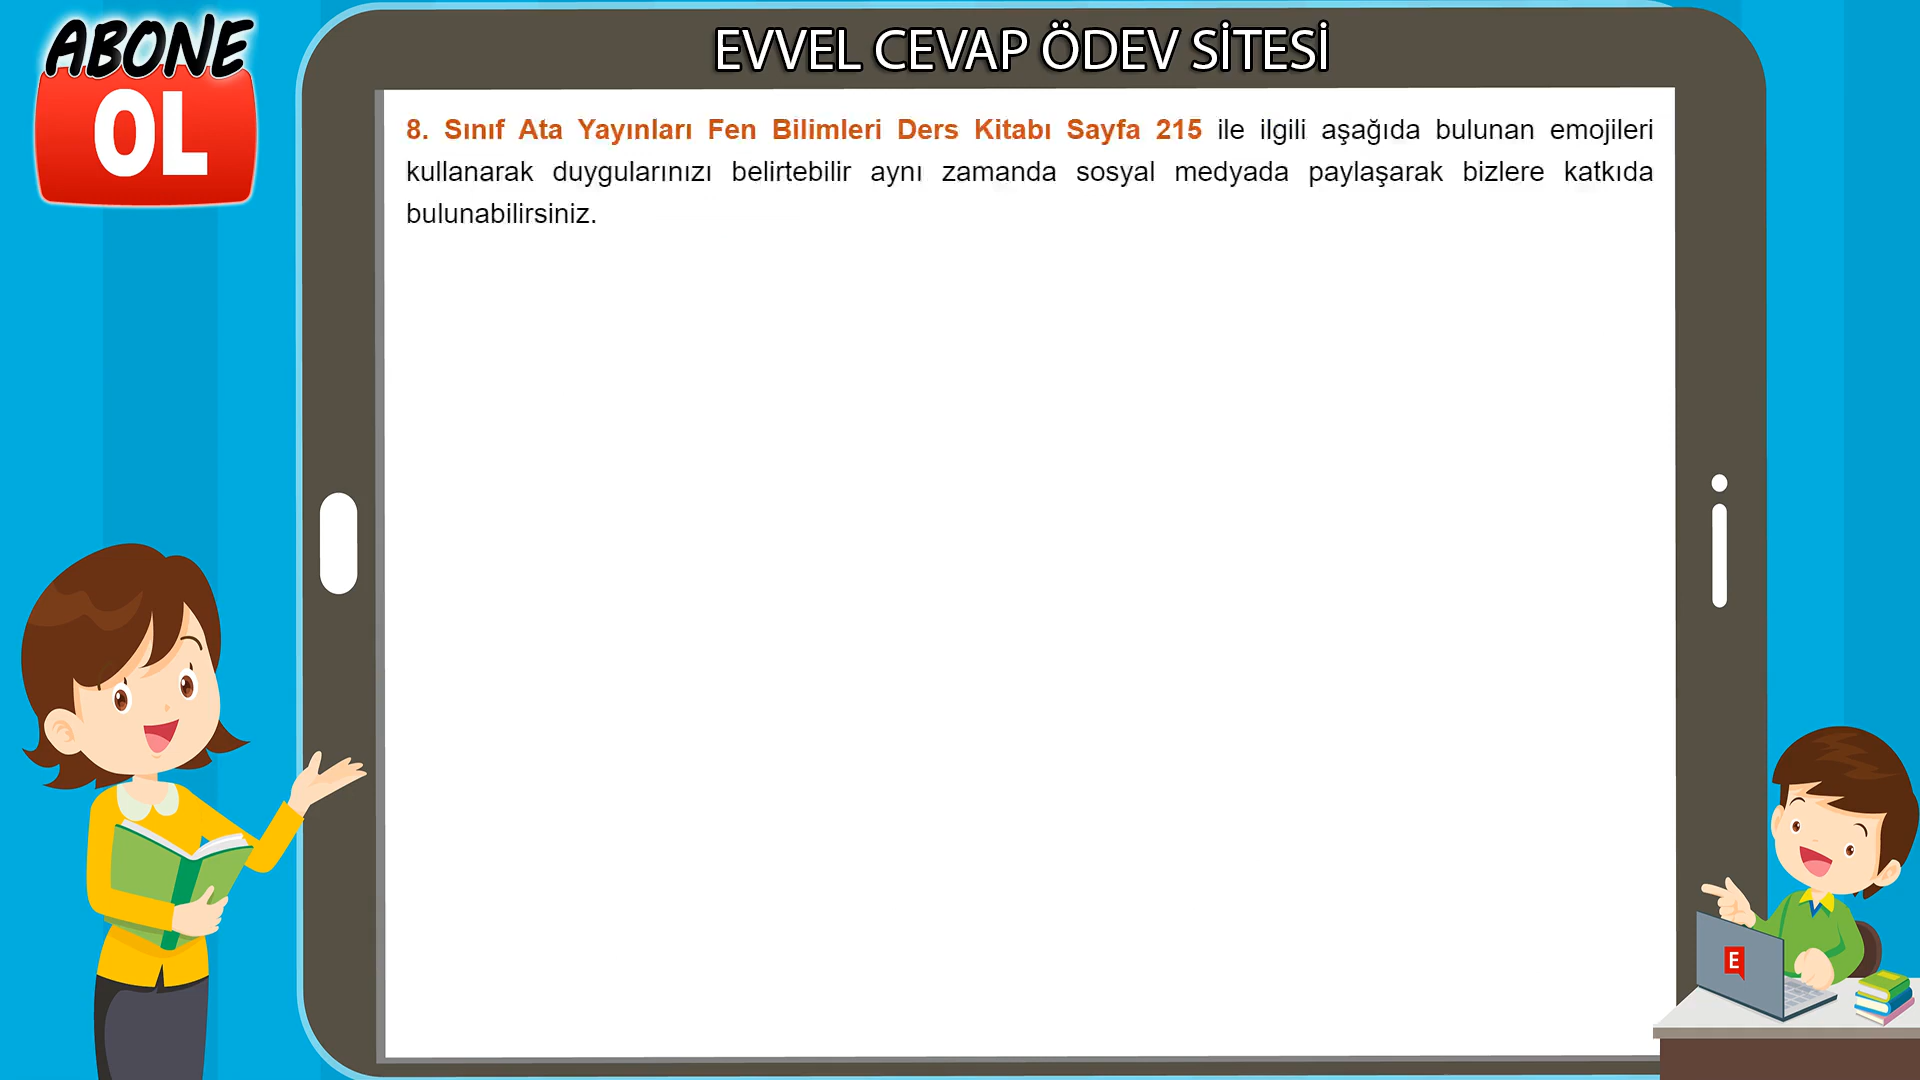 ABONE
OL
EVVEL CEVAP ÖDEV SİTESİ
8. Sınıf Ata Yayınları Fen Bilimleri Ders Kitabı Sayfa 215 ile ilgili aşağıda bulunan emojileri
kullanarak duygularınızı belirtebilir aynı zamanda sosyal medyada paylaşarak bizlere katkıda
bulunabilirsiniz.
E